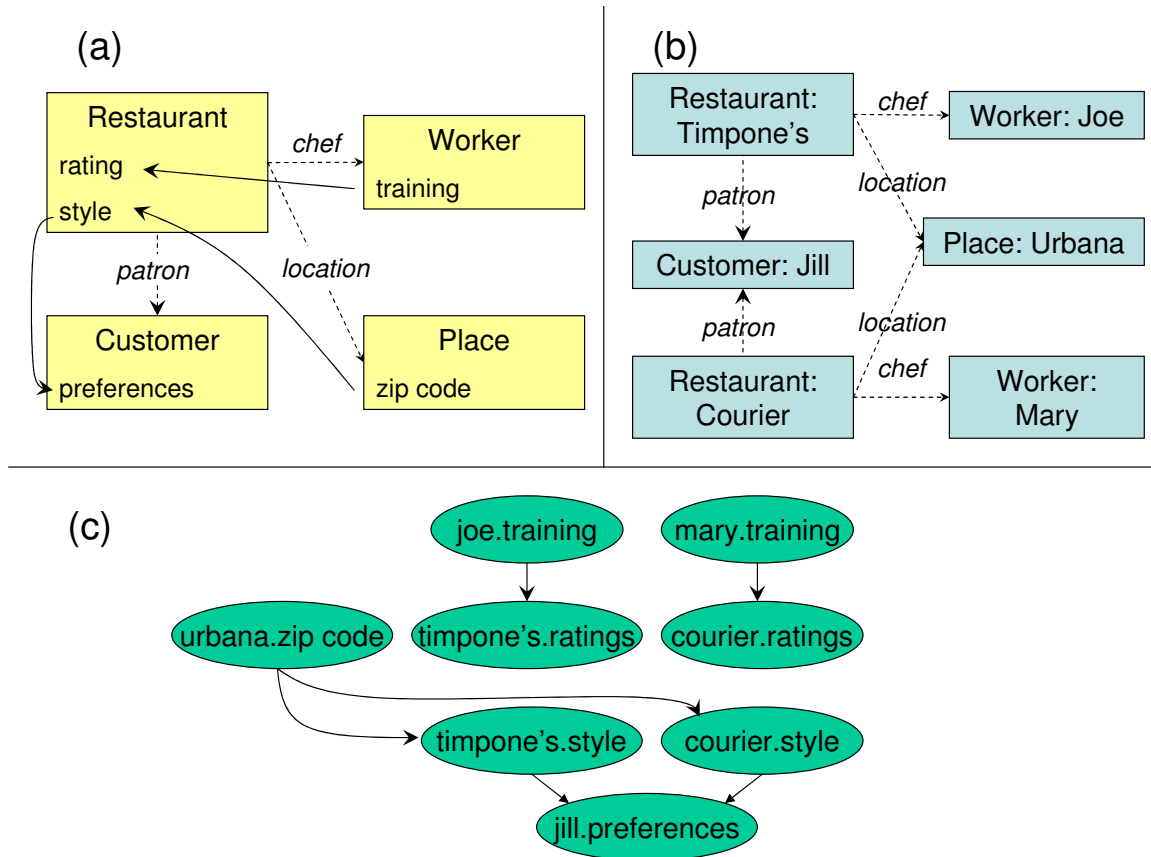 (a)
Restaurant
rating
style
chef
Worker
training
patron
location
Customer
preferences
Place
zip code
(b)
Restaurant:
Timpone's
chef
Worker: Joe
patron
location
Customer: Jill
Place: Urbana
patron
location
Restaurant:
Courier
chef
Worker:
Mary
(c)
joe.training
mary.training
urbana.zip code
timpone's.ratings
courier.ratings
timpone's.style
courier.style
jill.preferences